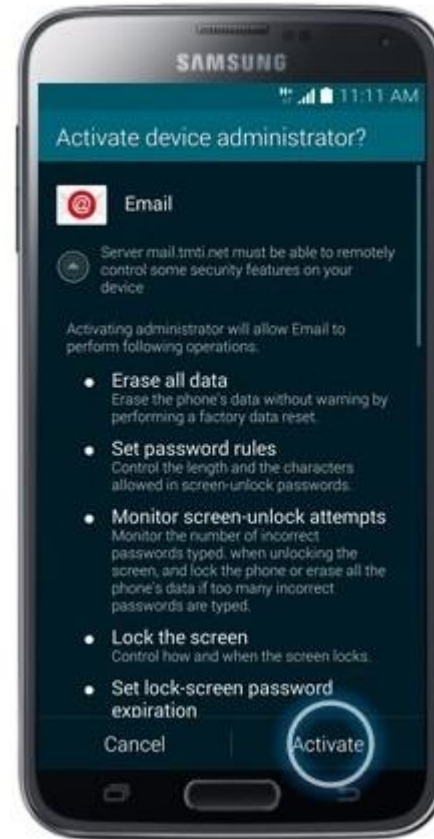 SAMSUNG
11:11 AM
Activate device administrator?
Email
Server mail.tmti.net must be able to remotely
control some security features on your
device
Activating administrator will allow Email to
perform following operations:
Erase all data
Erase the phone's data without warning by
performing a factory data reset.
Set password rules
Control the length and the characters
allowed in screen-unlock passwords.
Monitor screen-unlock attempts
Monitor the number of incorrect
passwords typed. when unlocking the
screen, and lock the phone or erase all the
phone's data if too many incorrect
passwords are typed.
Lock the screen
Control how and when the screen locks.
Set lock-screen password
expiration
Cancel
Activate